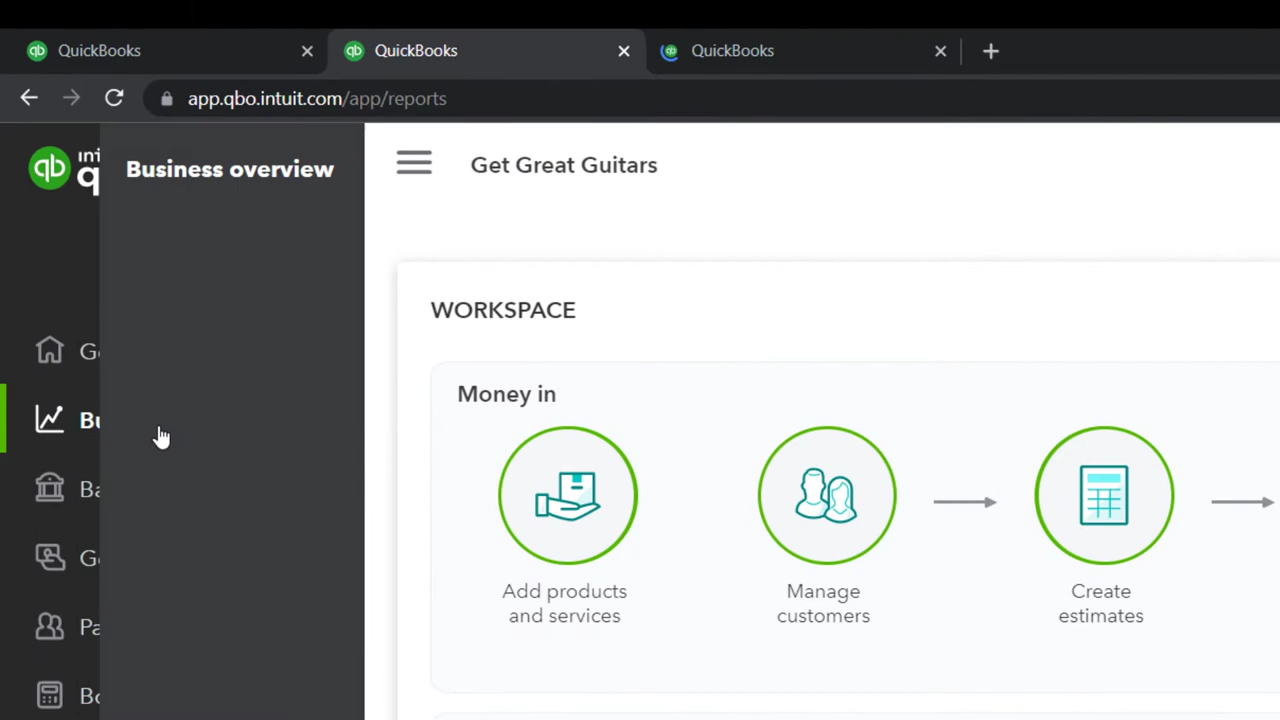 QuickBooks
QuickBooks
QuickBooks
app.qbo.intuit.com/app/reports
Business overview
Get Great Guitars
WORKSPACE
Money in
Add products
and services
Manage
customers
Create
estimates